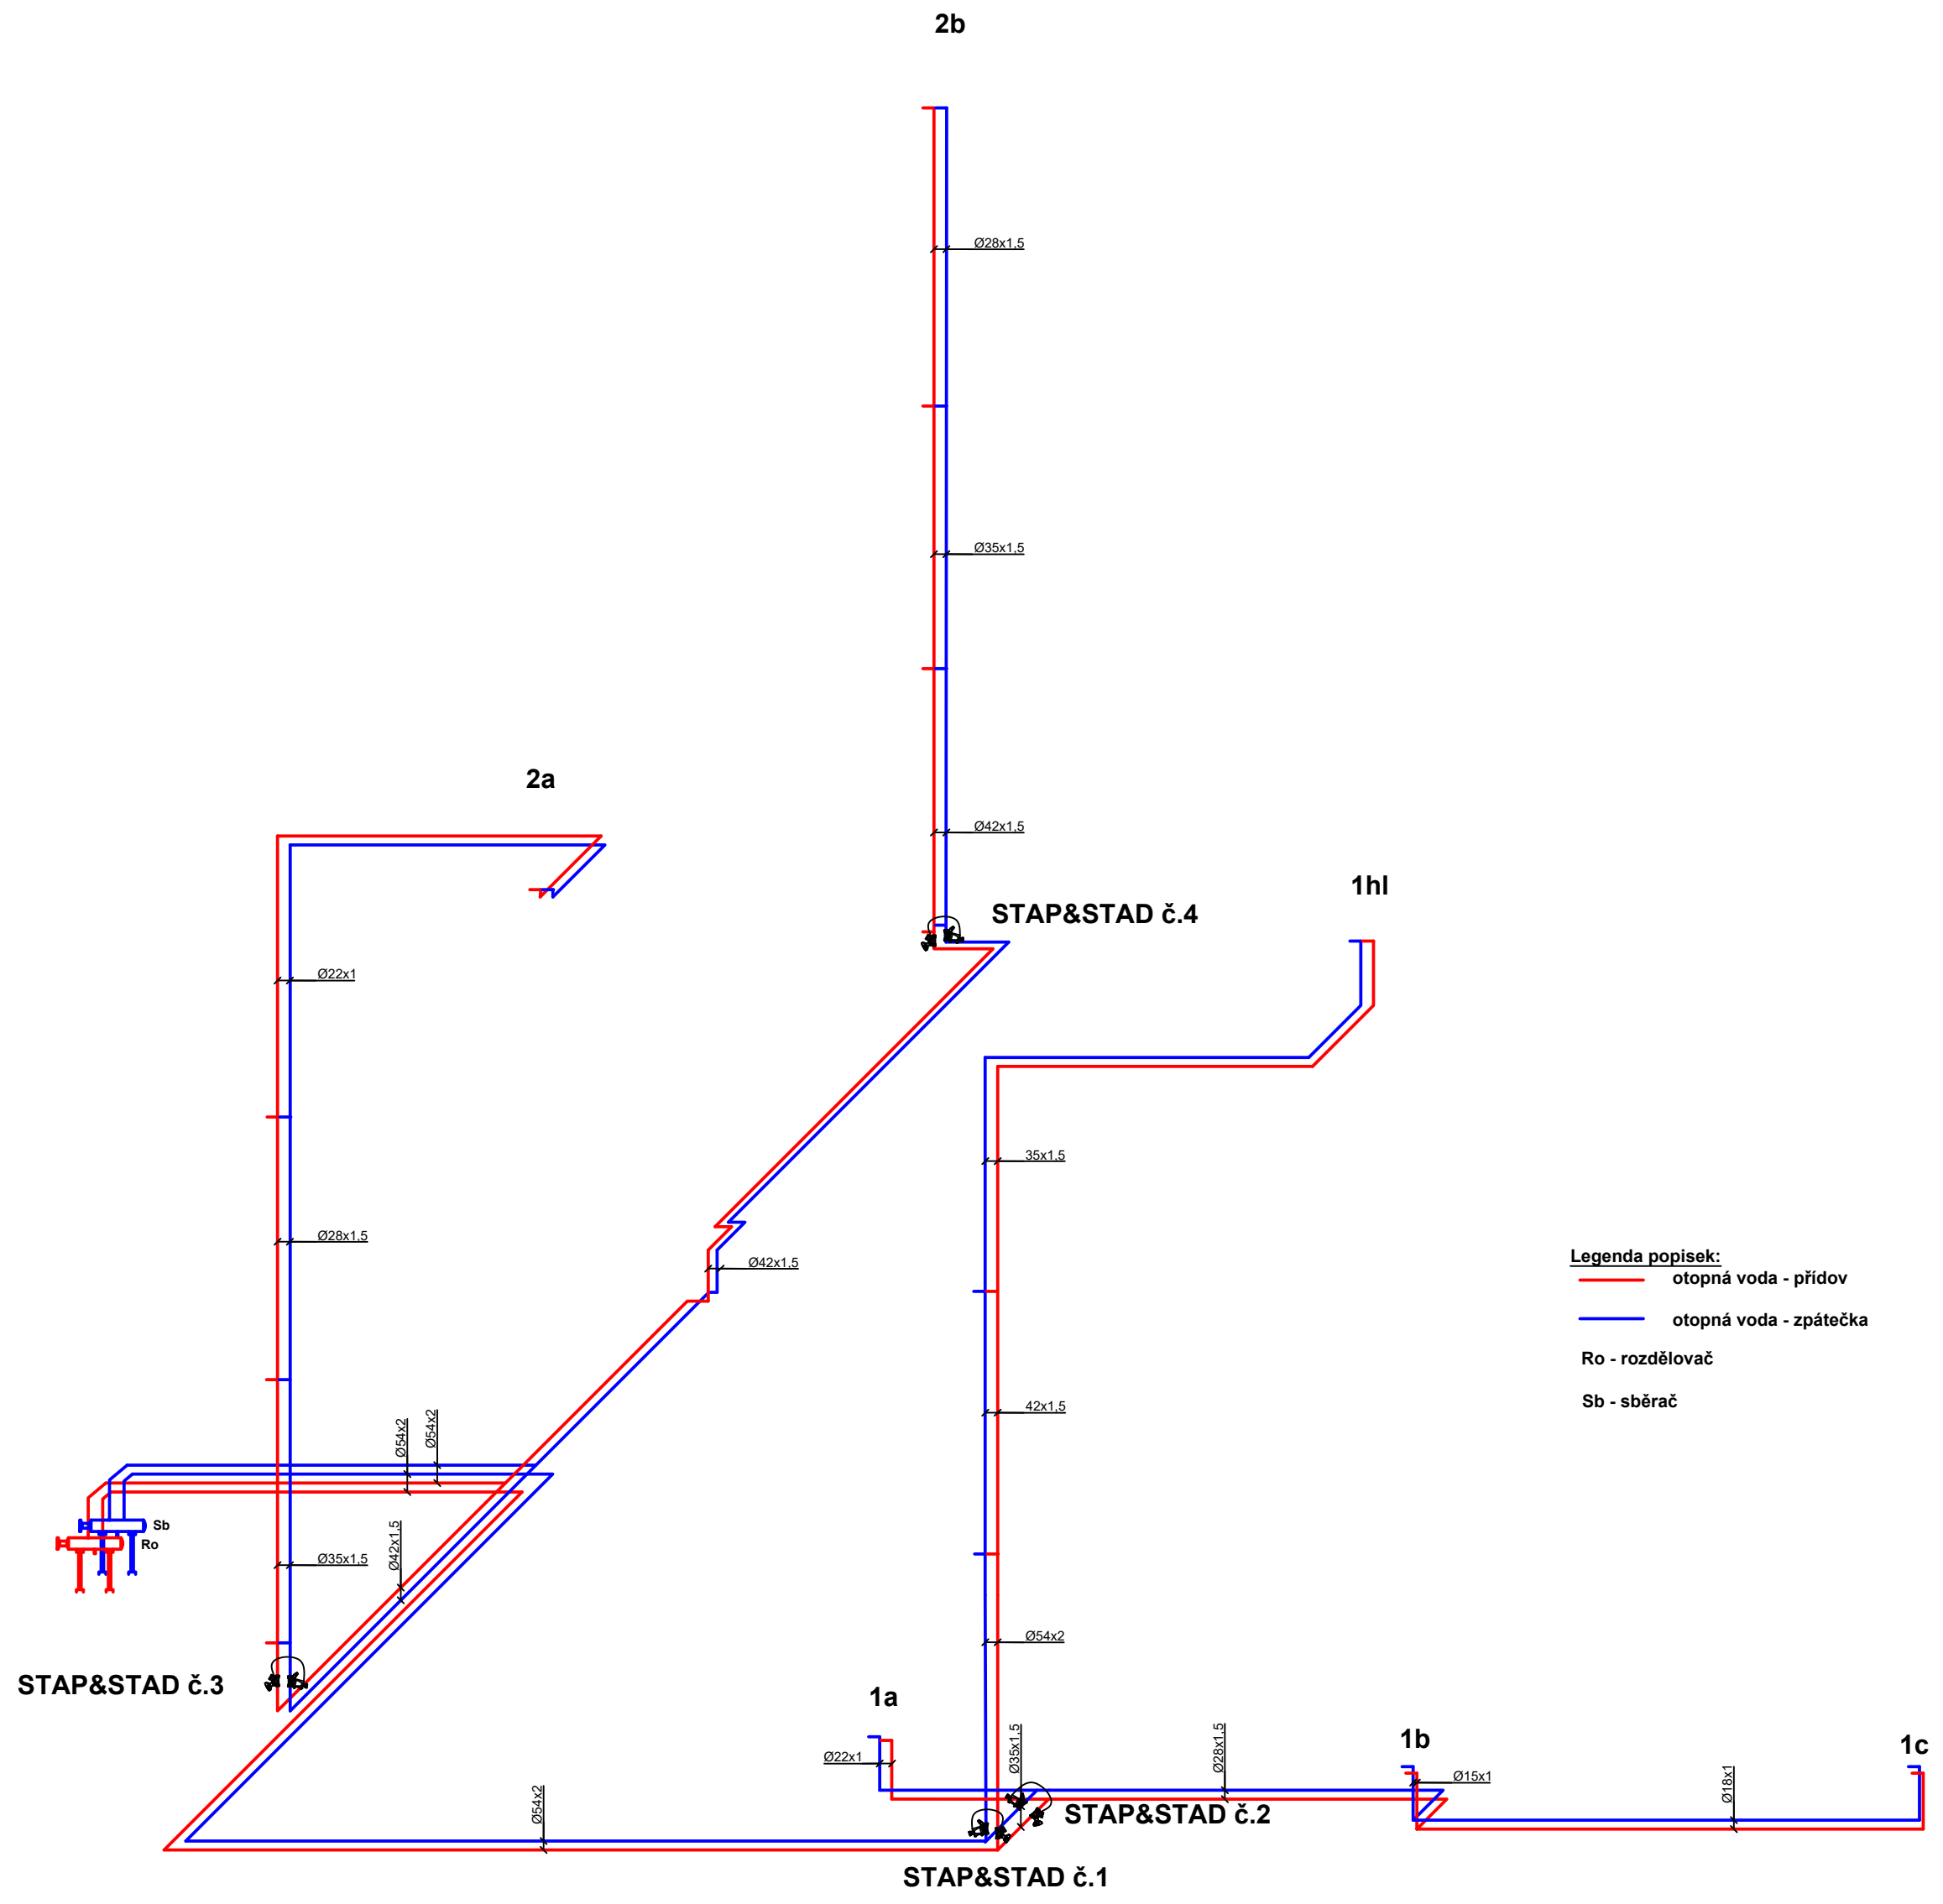 2b
Ø28x1,5
Ø35x1,5
2a
Ø42x1,5
1hl
STAP&STAD č.4
Ø22x1
35x1,5
Ø28x1,5
Ø42x1,5
Legenda popisek:
otopná voda - přídov
otopná voda - zpátečka
Ro - rozdělovač
Sb - sběrač
42x1,5
Ø54x2
Ø54x2
Sb
Ro
Ø42x1,5
Ø35x1,5
Ø54x2
STAP&STAD č.3
1a
1b
1c
Ø22x1
Ø35x1,5
Ø28x1,5
Ø15x1
Ø18x1
Ø54x2
STAP&STAD č.2
STAP&STAD č.1